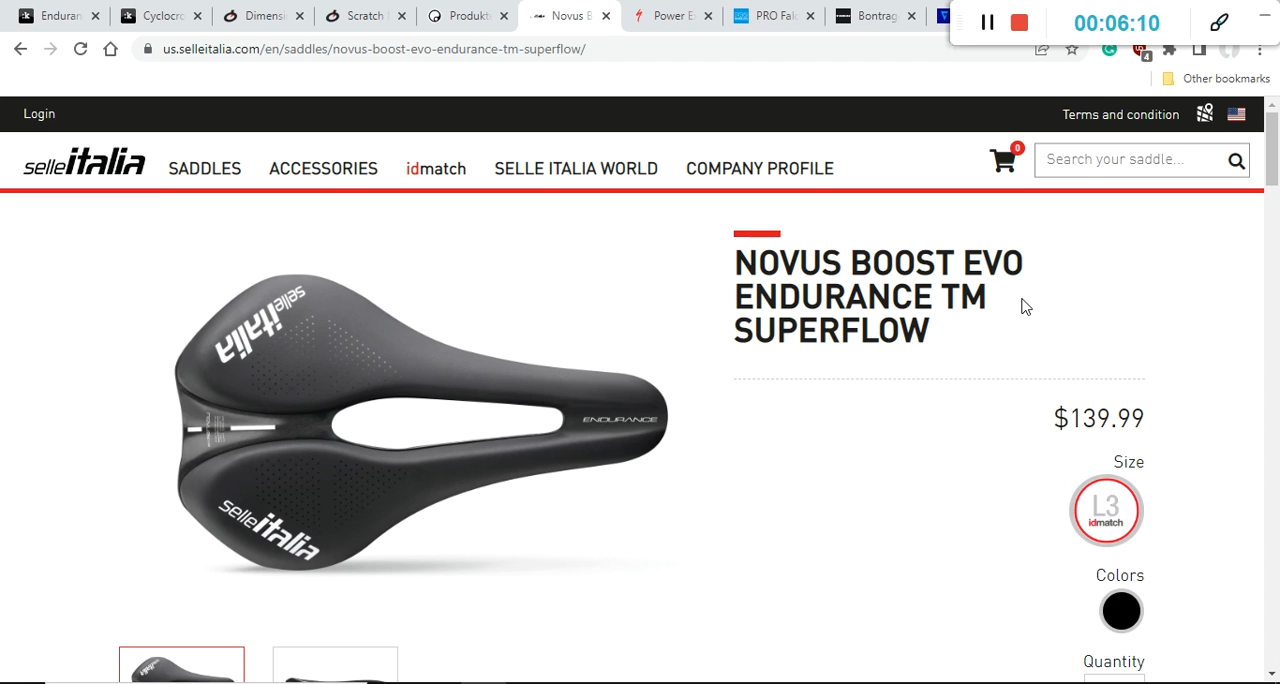 Enduran
Cyclocro
Dimensi
Scratch
Produkt
Novus B
Power E
PRO Falc
Bontrag
00:06:10
us.selleitalia.com/en/saddles/novus-boost-evo-endurance-tm-superflow/
4
Other bookmarks
Login
Terms and condition
selleitalia
SADDLES
ACCESSORIES
idmatch
SELLE ITALIA WORLD
COMPANY PROFILE
0
Search your saddle...
NOVUS BOOST EVO
ENDURANCE TM
SUPERFLOW
selleitalia
ENDURANCE
selleitalia
$139.99
Size
L3
idmatch
Colors
Quantity